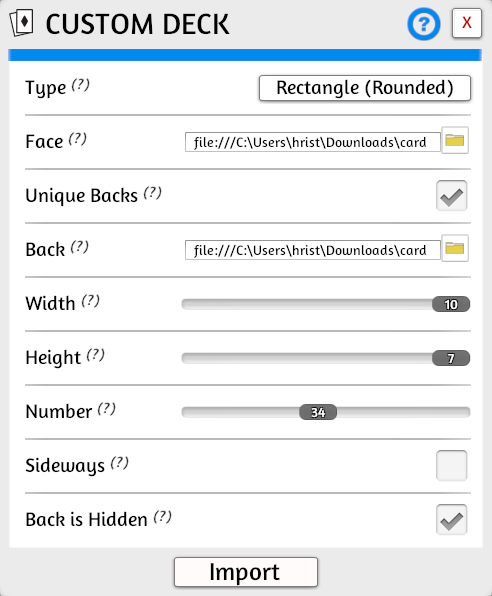 CUSTOM DECK ? X
Type (?) Rectangle (Rounded)
Face (?) file:///C:\Users\hrist\Downloads\card
Unique Backs (?)
Back (?) file:///C:\Users\hrist\Downloads\card
Width (?) 10
Height (?) 7
Number (?) 34
Sideways (?)
Back is Hidden (?)
Import